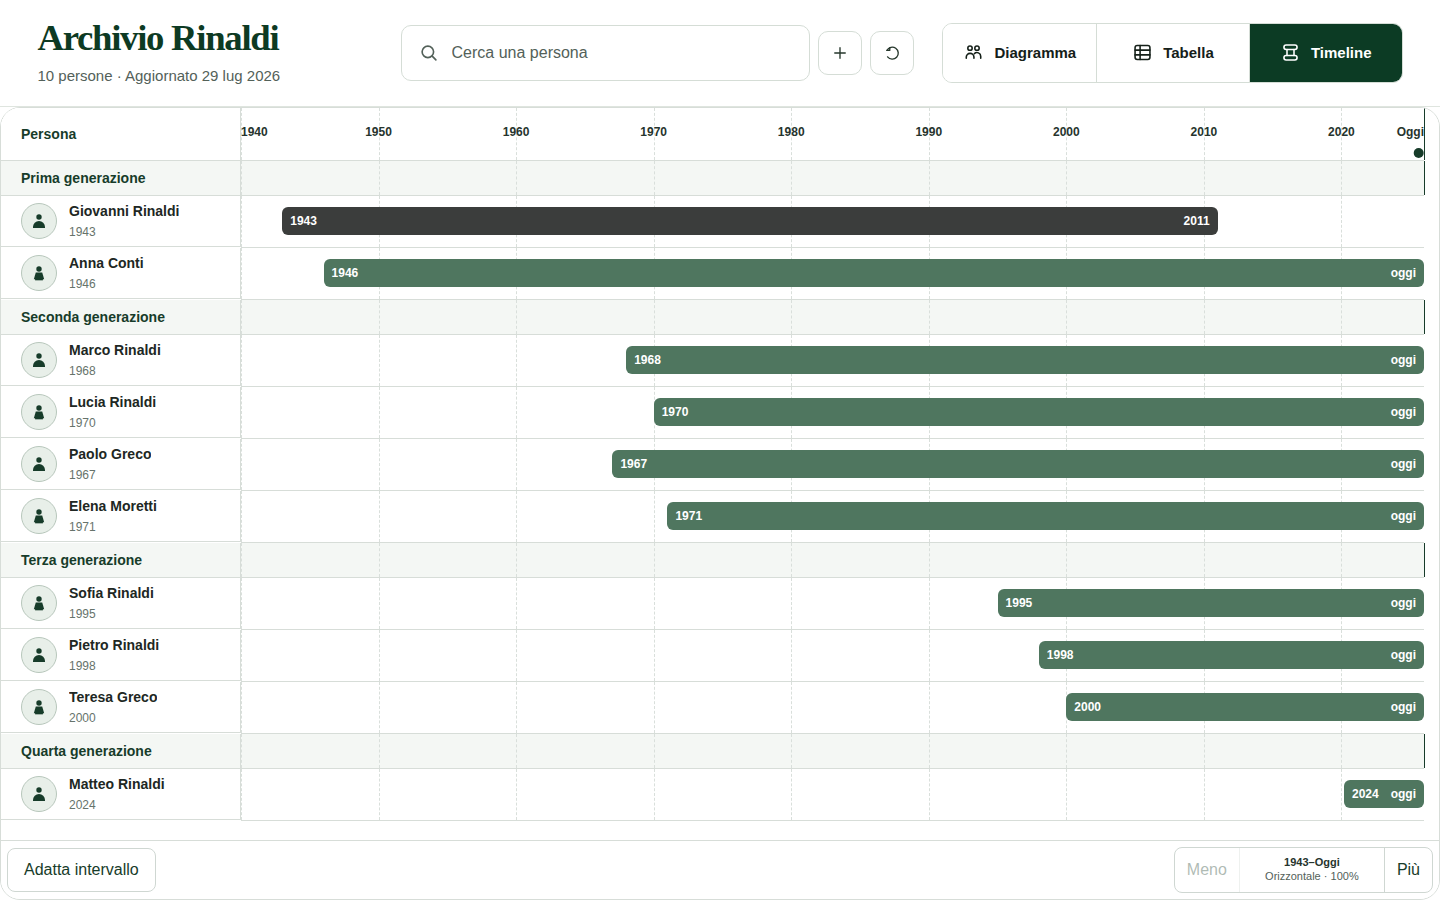 Archivio Rinaldi
10 persone · Aggiornato 29 lug 2026
Cerca una persona
Diagramma
Tabella
Timeline
Persona
1940 1950 1960 1970 1980 1990 2000 2010 2020 Oggi
Prima generazione
Giovanni Rinaldi
1943
1943 2011
Anna Conti
1946
1946 oggi
Seconda generazione
Marco Rinaldi
1968
1968 oggi
Lucia Rinaldi
1970
1970 oggi
Paolo Greco
1967
1967 oggi
Elena Moretti
1971
1971 oggi
Terza generazione
Sofia Rinaldi
1995
1995 oggi
Pietro Rinaldi
1998
1998 oggi
Teresa Greco
2000
2000 oggi
Quarta generazione
Matteo Rinaldi
2024
2024 oggi
Adatta intervallo
Meno
1943–Oggi
Orizzontale · 100%
Più